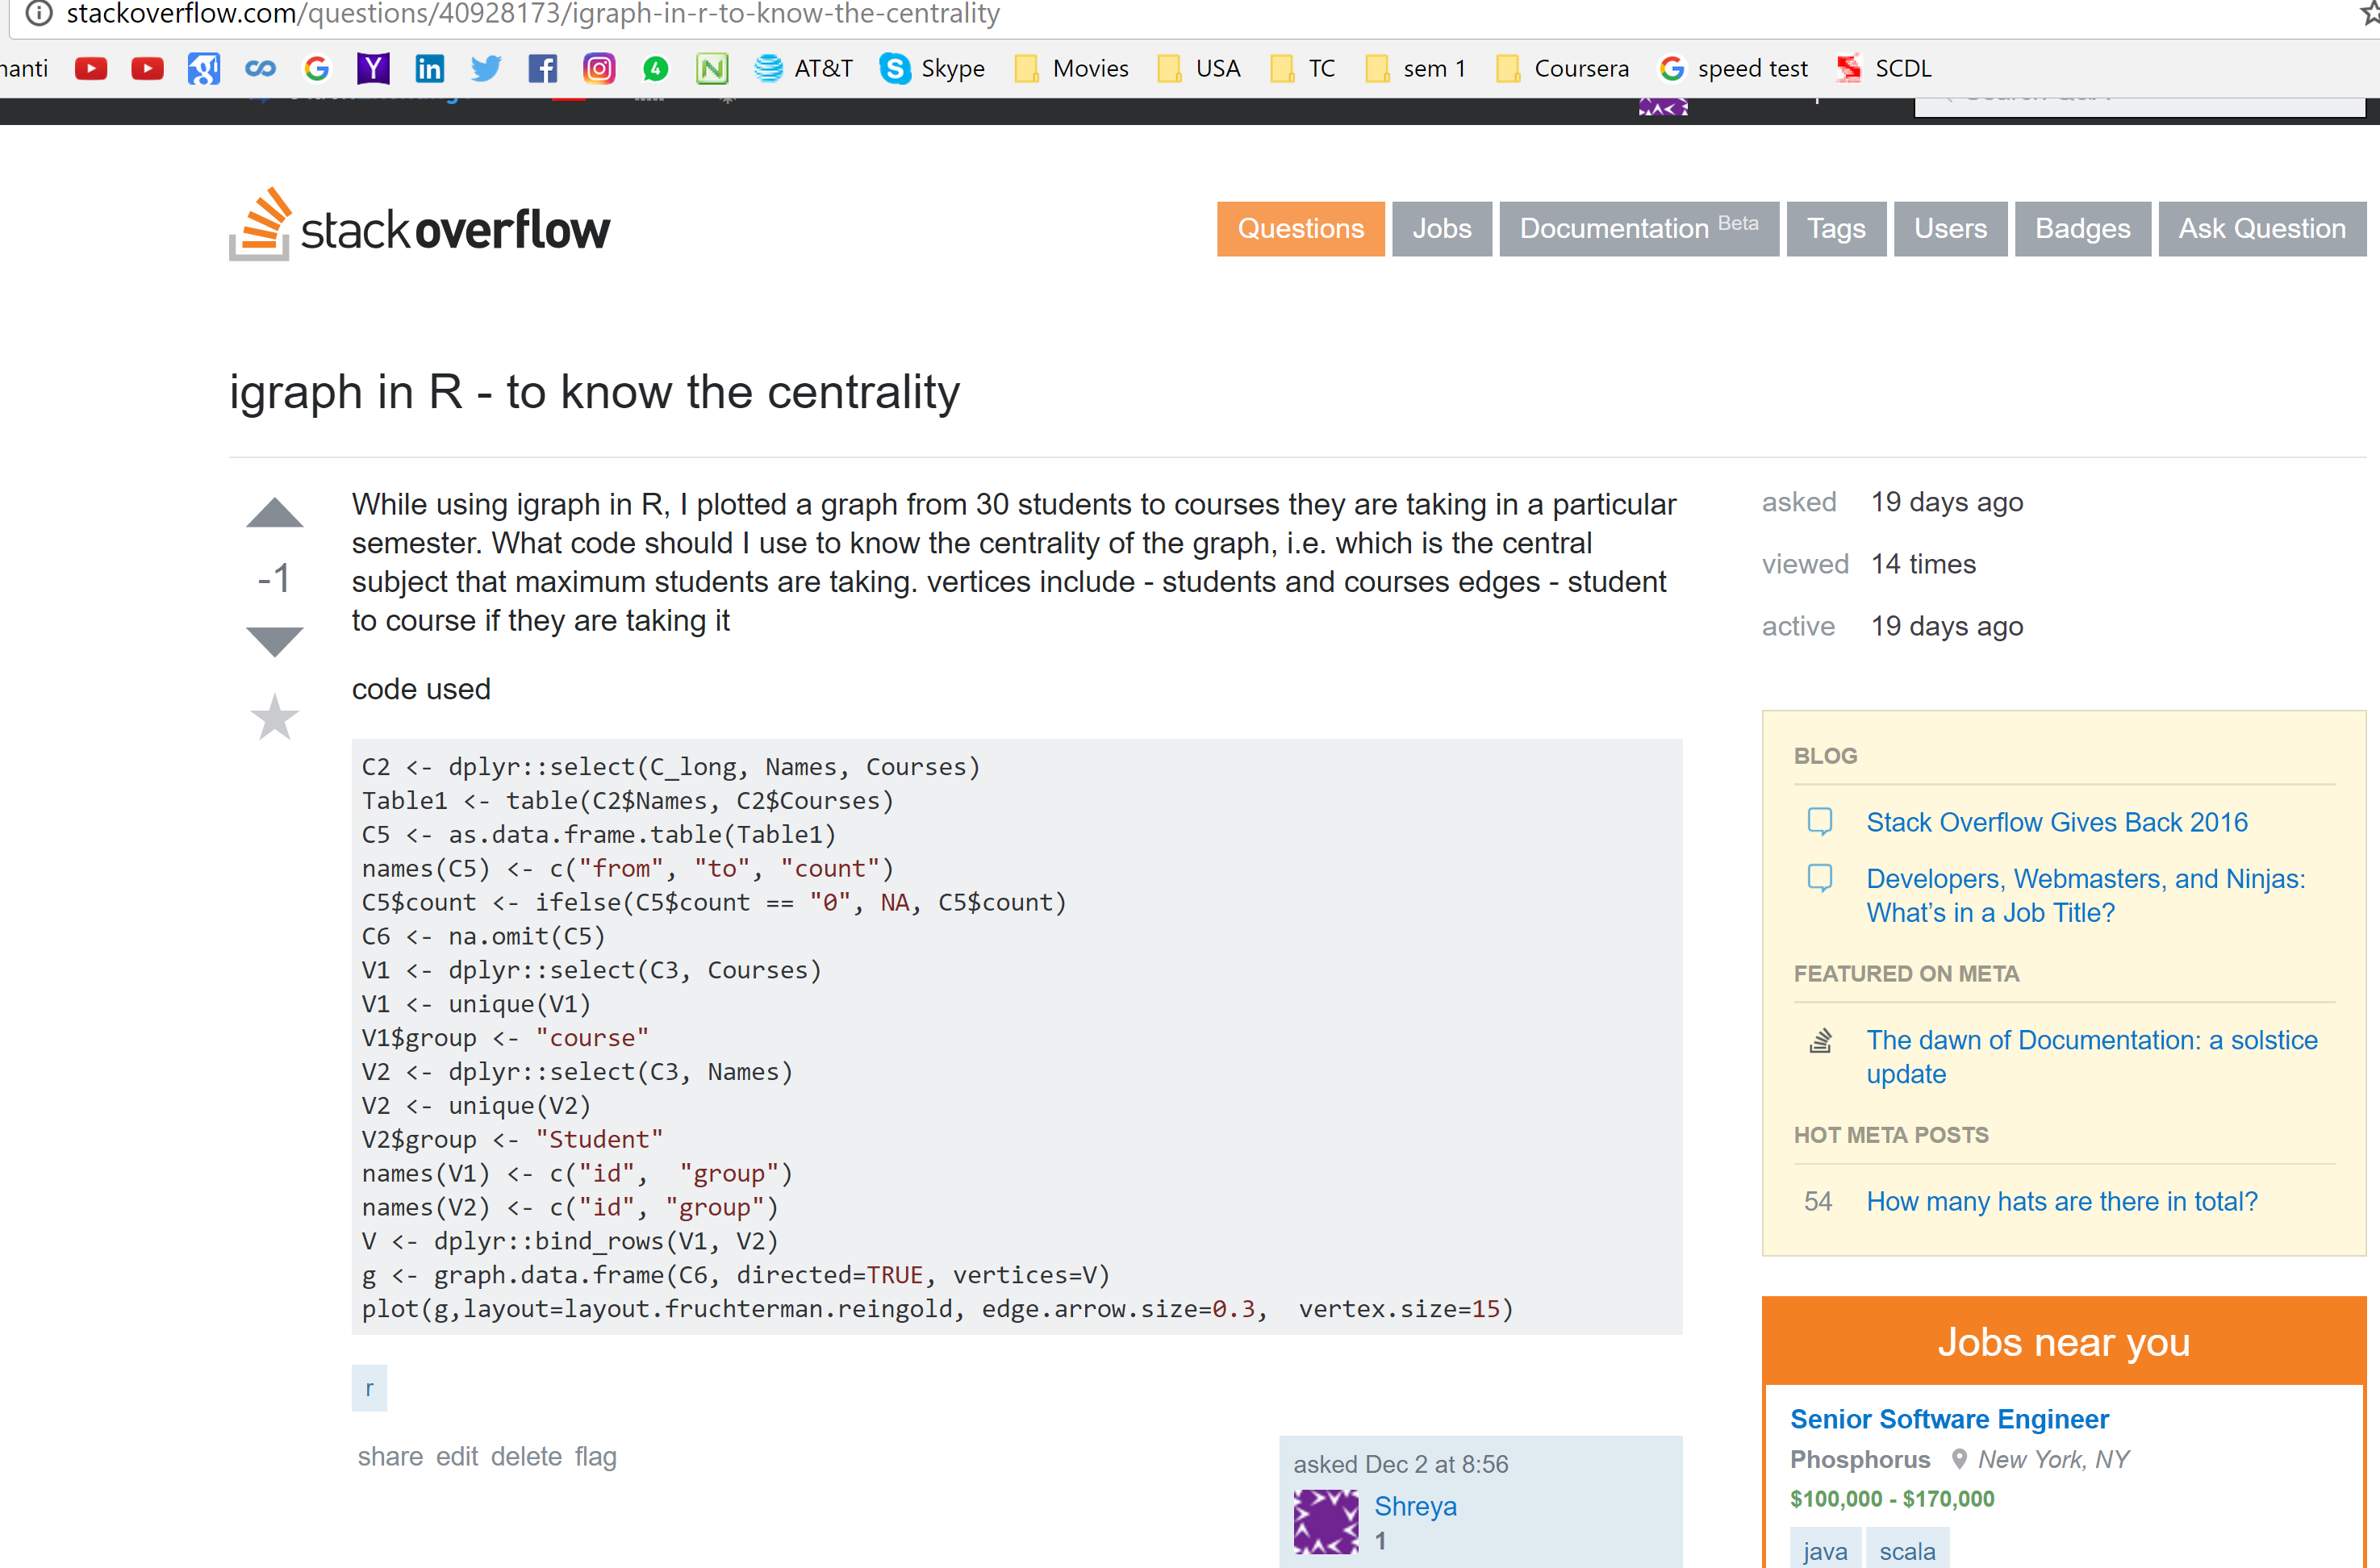 stackoverflow.com/questions/40928173/igraph-in-r-to-know-the-centrality
nanti 4 N AT&T Skype Movies USA TC sem 1 Coursera speed test SCDL
stackoverflow
Questions Jobs Documentation Beta Tags Users Badges Ask Question
igraph in R - to know the centrality
While using igraph in R, I plotted a graph from 30 students to courses they are taking in a particular
semester. What code should I use to know the centrality of the graph, i.e. which is the central
subject that maximum students are taking. vertices include - students and courses edges - student
to course if they are taking it
-1
code used
C2 <- dplyr::select(C_long, Names, Courses)
Table1 <- table(C2$Names, C2$Courses)
C5 <- as.data.frame.table(Table1)
names(C5) <- c("from", "to", "count")
C5$count <- ifelse(C5$count == "0", NA, C5$count)
C6 <- na.omit(C5)
V1 <- dplyr::select(C3, Courses)
V1 <- unique(V1)
V1$group <- "course"
V2 <- dplyr::select(C3, Names)
V2 <- unique(V2)
V2$group <- "Student"
names(V1) <- c("id",  "group")
names(V2) <- c("id", "group")
V <- dplyr::bind_rows(V1, V2)
g <- graph.data.frame(C6, directed=TRUE, vertices=V)
plot(g,layout=layout.fruchterman.reingold, edge.arrow.size=0.3,  vertex.size=15)
r
share edit delete flag
asked Dec 2 at 8:56
Shreya
1
asked 19 days ago
viewed 14 times
active 19 days ago
BLOG
Stack Overflow Gives Back 2016
Developers, Webmasters, and Ninjas:
What's in a Job Title?
FEATURED ON META
The dawn of Documentation: a solstice
update
HOT META POSTS
54 How many hats are there in total?
Jobs near you
Senior Software Engineer
Phosphorus New York, NY
$100,000 - $170,000
java scala